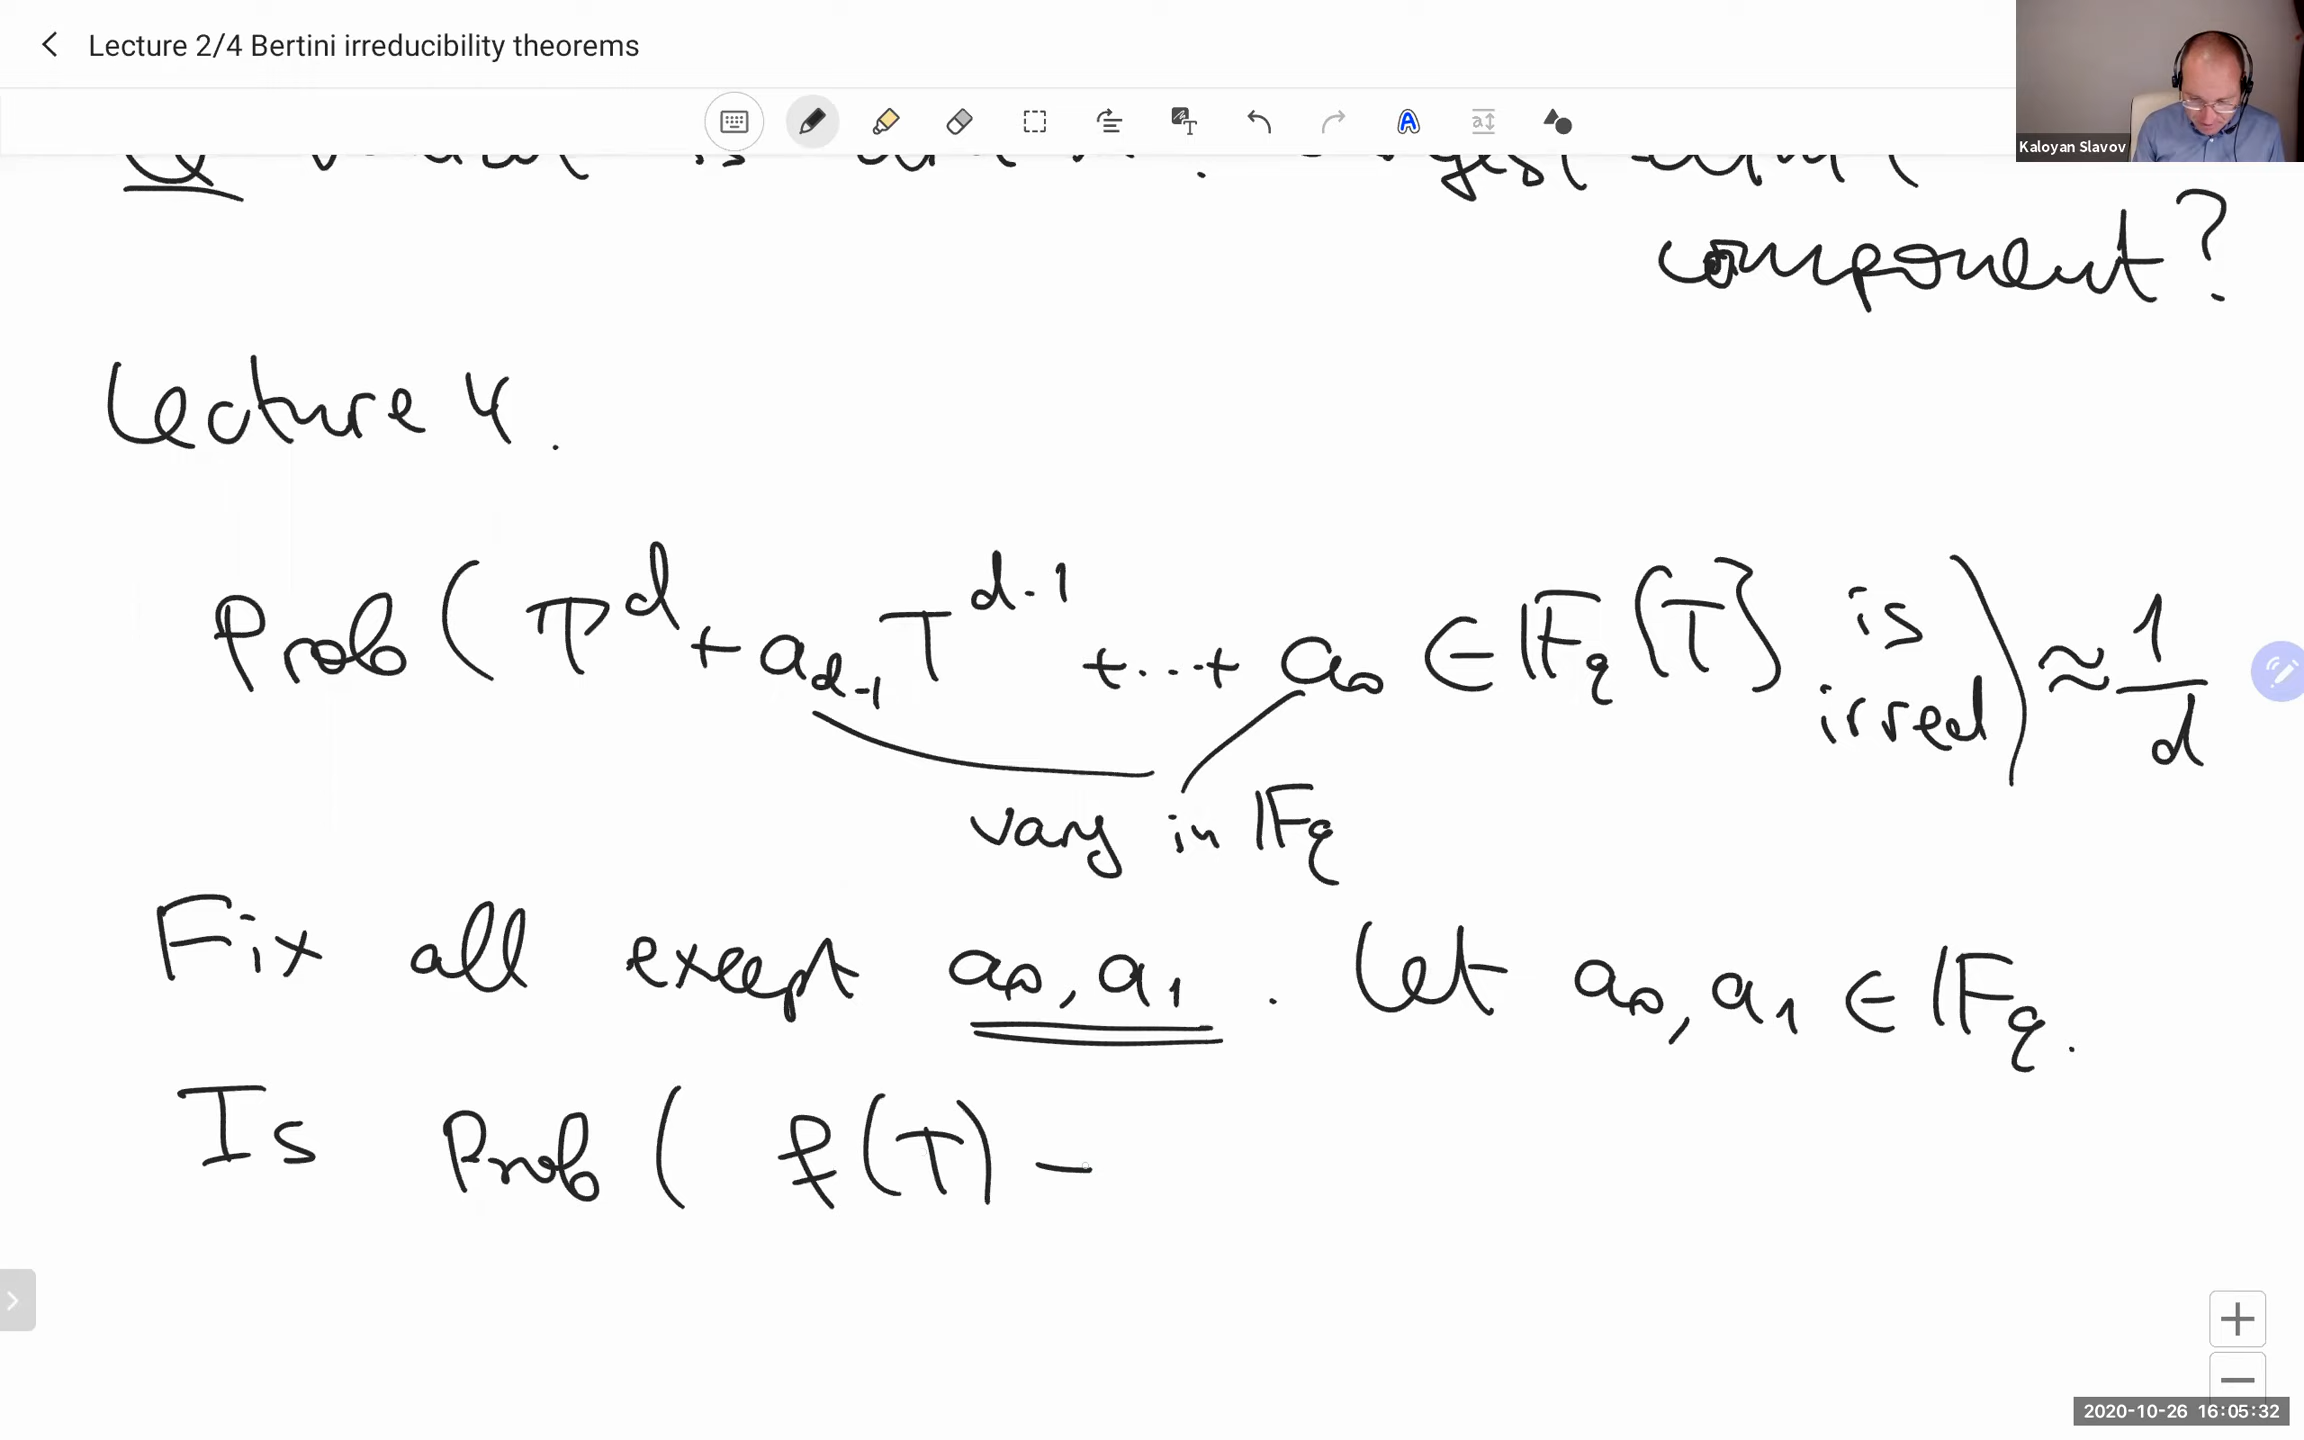 Lecture 2/4 Bertini irreducibility theorems
Kaloyan Slavov
Q is
component?
Lecture 4.
Prob ( T^d + a_{d-1} T^{d-1} + ... + a_0 ∈ 𝔽_q[T] is irred ) ≈ 1/d
vary in 𝔽_q
Fix all except a_0, a_1. Let a_0, a_1 ∈ 𝔽_q.
Is Prob ( f(T) −
2020-10-26 16:05:32